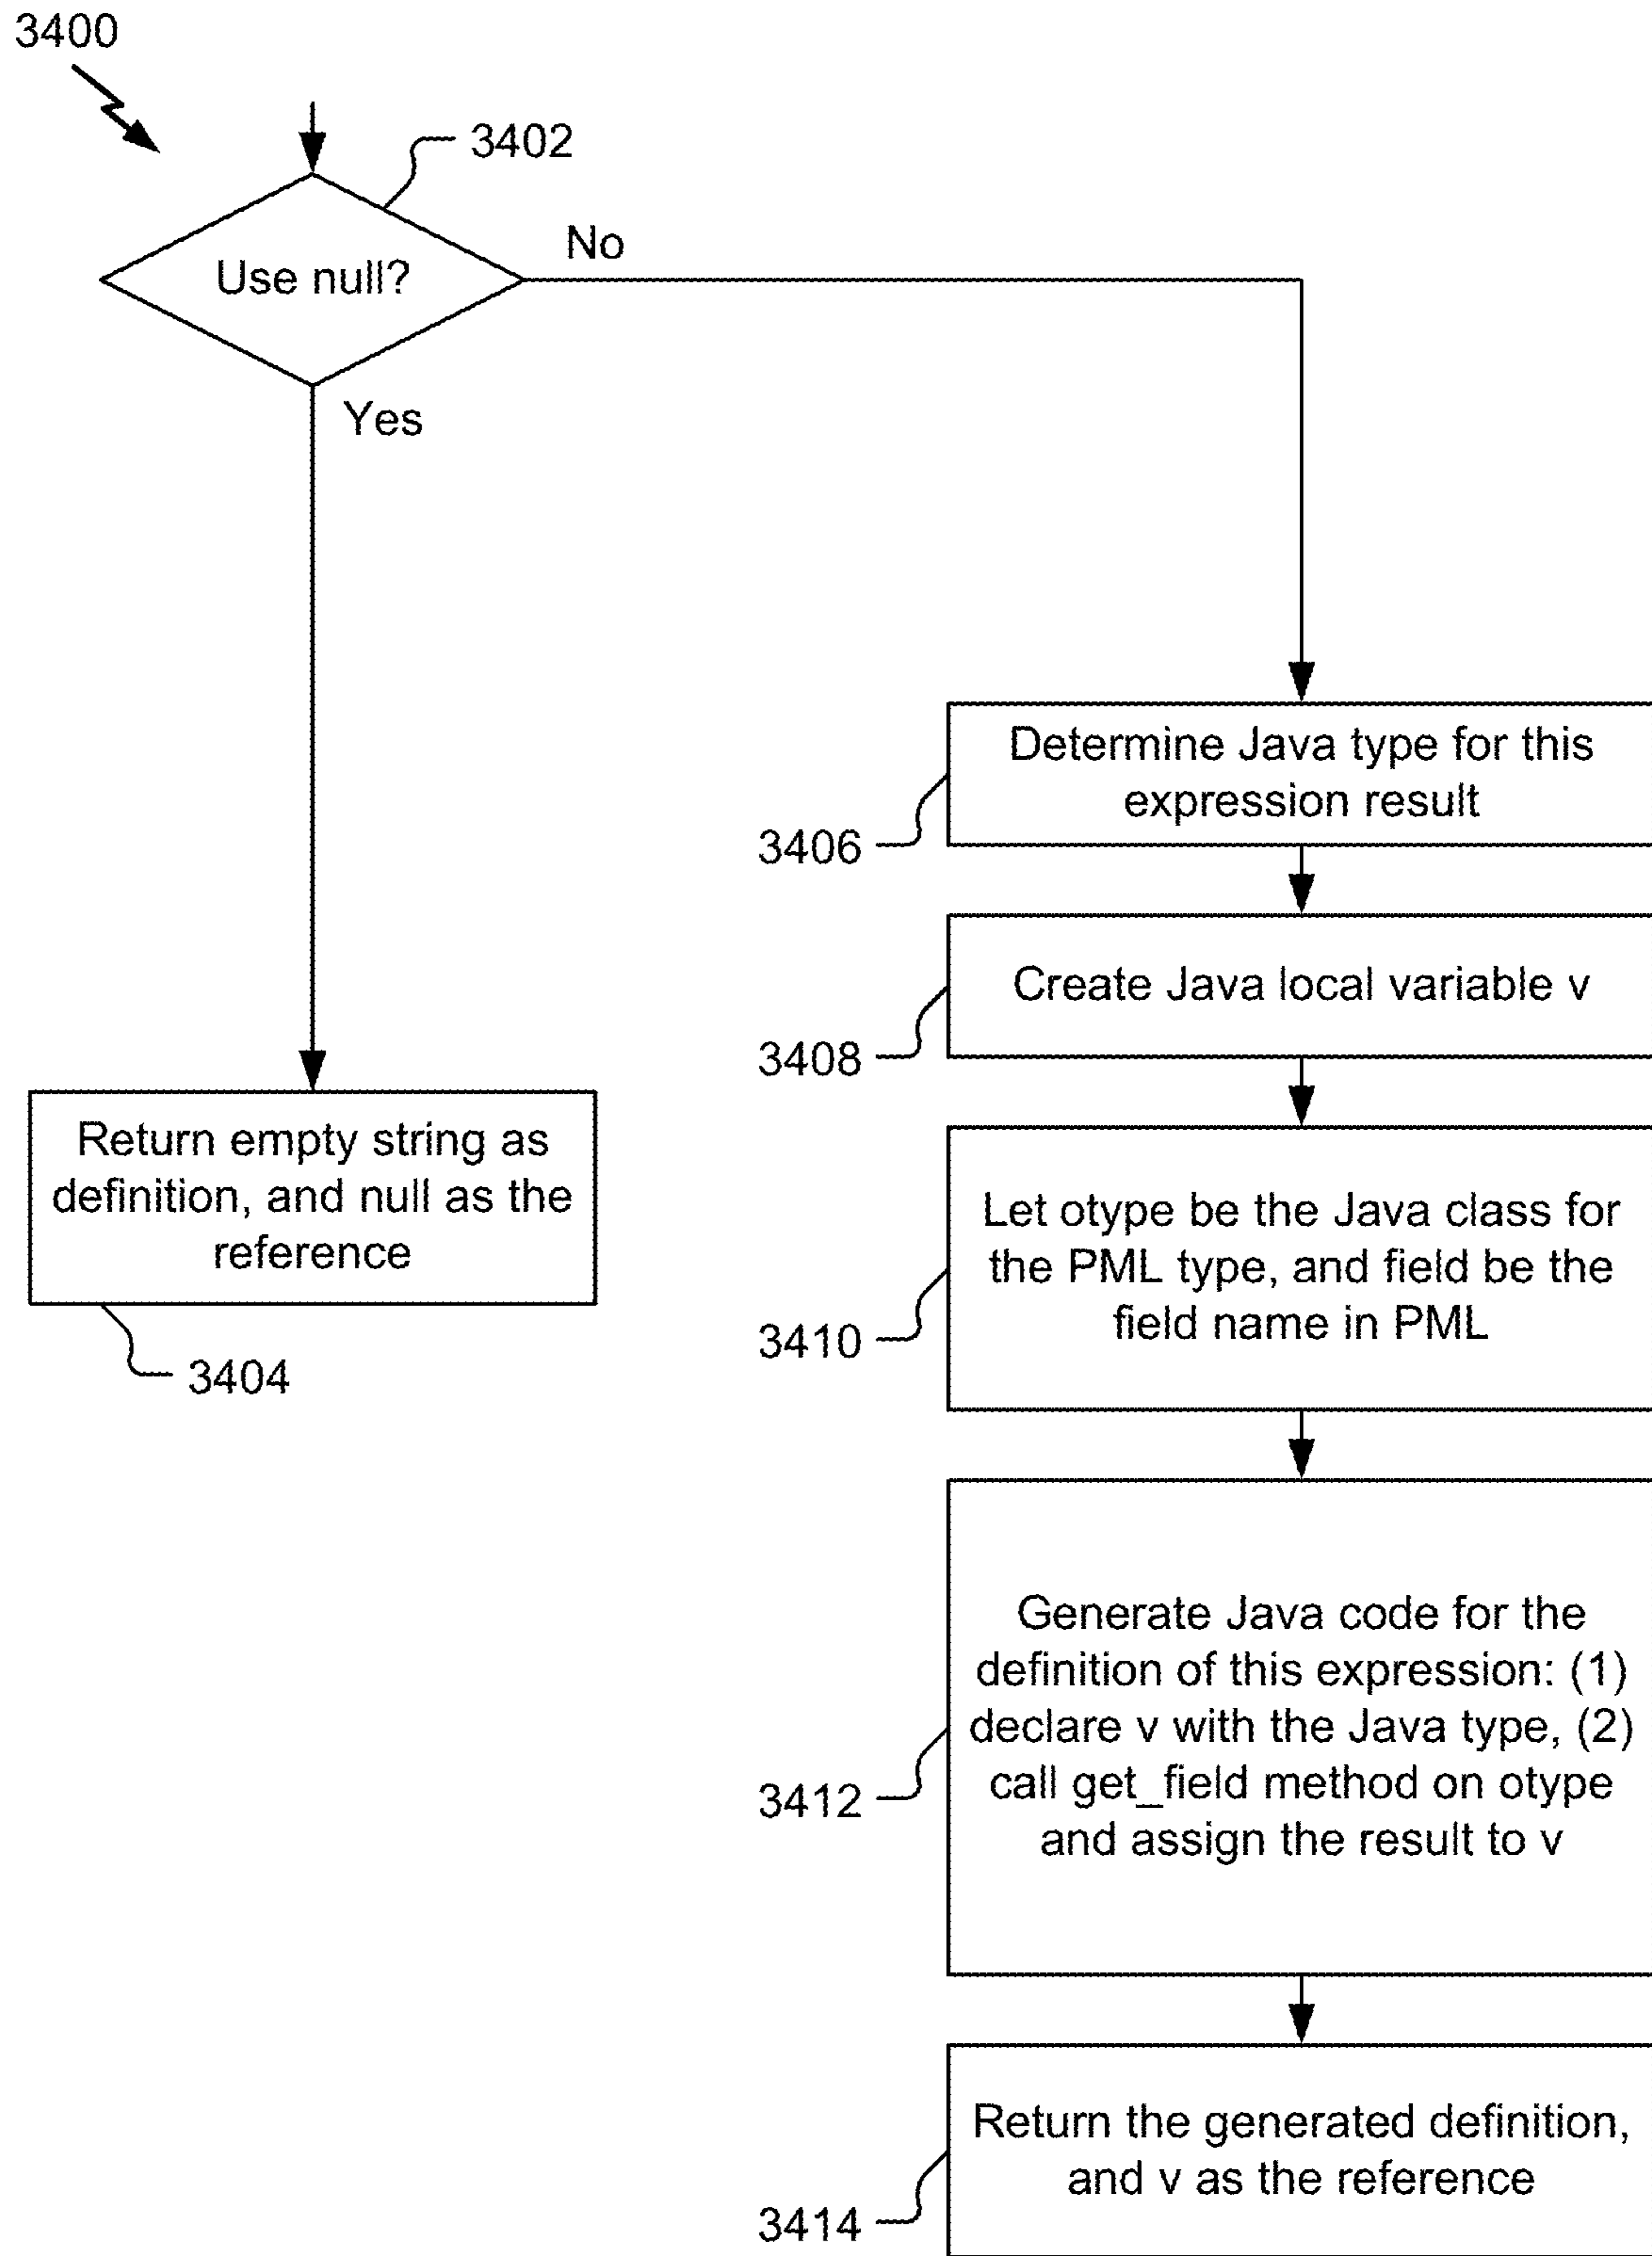 3400
3402
No
Use null?
Yes
Determine Java type for this
expression result
3406
Create Java local variable v
3408
Return empty string as
definition, and null as the
reference
3404
Let otype be the Java class for
the PML type, and field be the
field name in PML
3410
Generate Java code for the
definition of this expression: (1)
declare v with the Java type, (2)
call get_field method on otype
and assign the result to v
3412
Return the generated definition,
and v as the reference
3414